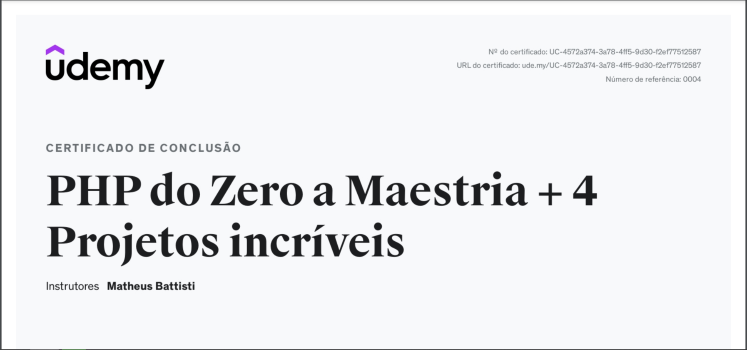 udemy
Nº do certificado: UC-4572a374-3a78-4ff5-9d30-f2ef77512587
URL do certificado: ude.my/UC-4572a374-3a78-4ff5-9d30-f2ef77512587
Número de referência: 0004
CERTIFICADO DE CONCLUSÃO
PHP do Zero a Maestria + 4
Projetos incríveis
Instrutores Matheus Battisti